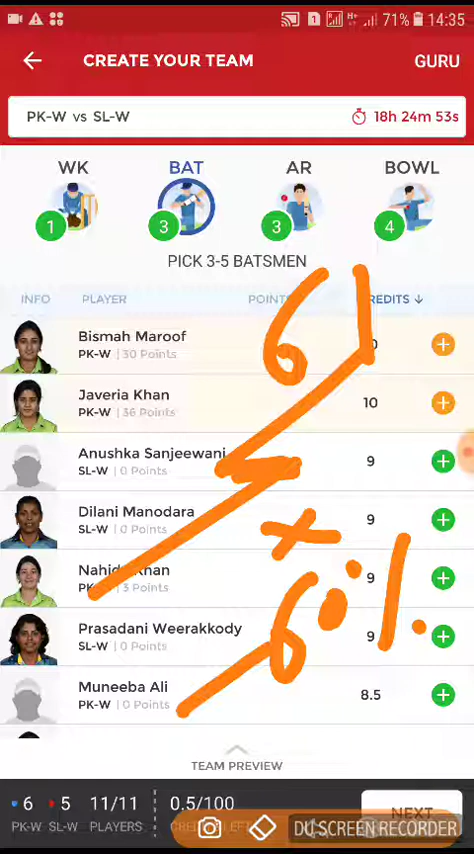 71% 14:35
CREATE YOUR TEAM GURU
PK-W vs SL-W 18h 24m 53s
WK BAT AR BOWL
1 3 3 4
PICK 3-5 BATSMEN
INFO PLAYER POINTS CREDITS ↓
Bismah Maroof
PK-W | 30 Points
Javeria Khan 10
PK-W | 36 Points
Anushka Sanjeewani 9
SL-W | 0 Points
Dilani Manodara 9
SL-W | 0 Points
Nahida Khan 9
PK-W | 3 Points
Prasadani Weerakkody 9
SL-W | 0 Points
Muneeba Ali 8.5
PK-W | 0 Points
TEAM PREVIEW
6 5 11/11 0.5/100 NEXT
PK-W SL-W PLAYERS
DU SCREEN RECORDER